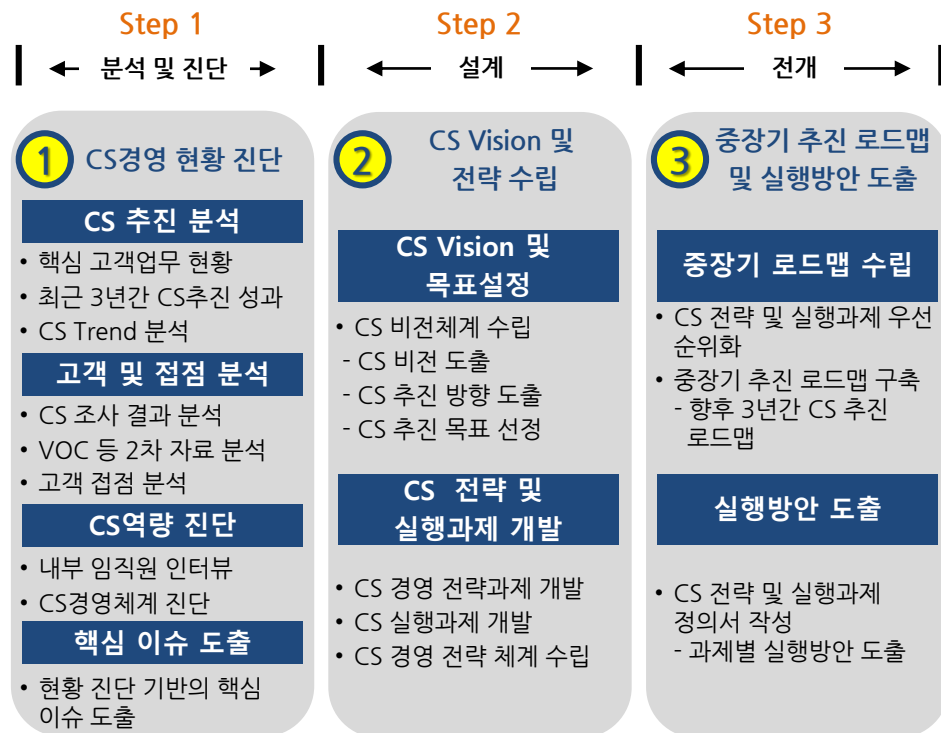 Step 1
분석 및 진단
1
CS경영 현황 진단
CS 추진 분석
• 핵심 고객업무 현황
• 최근 3년간 CS추진 성과
• CS Trend 분석
고객 및 접점 분석
• CS 조사 결과 분석
• VOC 등 2차 자료 분석
• 고객 접점 분석
CS역량 진단
• 내부 임직원 인터뷰
• CS경영체계 진단
핵심 이슈 도출
• 현황 진단 기반의 핵심
이슈 도출
Step 2
설계
2
CS Vision 및
전략 수립
CS Vision 및
목표설정
• CS 비전체계 수립
- CS 비전 도출
- CS 추진 방향 도출
- CS 추진 목표 선정
CS 전략 및
실행과제 개발
• CS 경영 전략과제 개발
• CS 실행과제 개발
• CS 경영 전략 체계 수립
Step 3
전개
3
중장기 추진 로드맵
및 실행방안 도출
중장기 로드맵 수립
• CS 전략 및 실행과제 우선
순위화
• 중장기 추진 로드맵 구축
- 향후 3년간 CS 추진
로드맵
실행방안 도출
• CS 전략 및 실행과제
정의서 작성
- 과제별 실행방안 도출